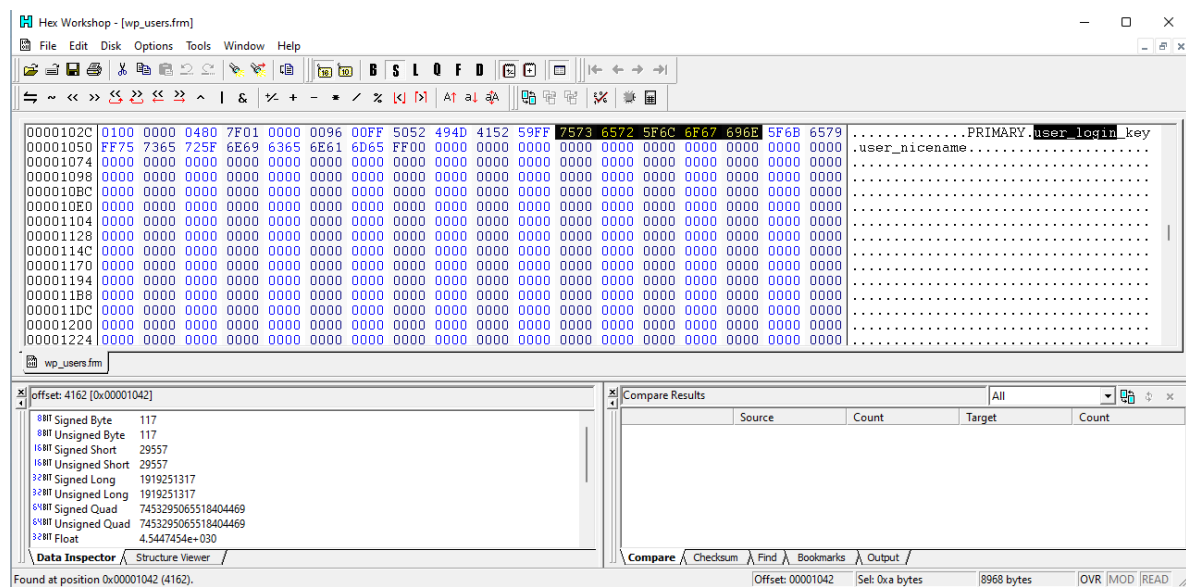 Hex Workshop - [wp_users.frm]
File Edit Disk Options Tools Window Help
B S L Q F D
0000102C 0100 0000 0480 7F01 0000 0096 00FF 5052 494D 4152 59FF 7573 6572 5F6C 6F67 696E 5F6B 6579 ..............PRIMARY.user_login_key
00001050 FF75 7365 725F 6E69 6365 6E61 6D65 FF00 0000 0000 0000 0000 0000 0000 0000 0000 0000 0000 .user_nicename......................
00001074 0000 0000 0000 0000 0000 0000 0000 0000 0000 0000 0000 0000 0000 0000 0000 0000 0000 0000 ....................................
00001098 0000 0000 0000 0000 0000 0000 0000 0000 0000 0000 0000 0000 0000 0000 0000 0000 0000 0000 ....................................
000010BC 0000 0000 0000 0000 0000 0000 0000 0000 0000 0000 0000 0000 0000 0000 0000 0000 0000 0000 ....................................
000010E0 0000 0000 0000 0000 0000 0000 0000 0000 0000 0000 0000 0000 0000 0000 0000 0000 0000 0000 ....................................
00001104 0000 0000 0000 0000 0000 0000 0000 0000 0000 0000 0000 0000 0000 0000 0000 0000 0000 0000 ....................................
00001128 0000 0000 0000 0000 0000 0000 0000 0000 0000 0000 0000 0000 0000 0000 0000 0000 0000 0000 ....................................
0000114C 0000 0000 0000 0000 0000 0000 0000 0000 0000 0000 0000 0000 0000 0000 0000 0000 0000 0000 ....................................
00001170 0000 0000 0000 0000 0000 0000 0000 0000 0000 0000 0000 0000 0000 0000 0000 0000 0000 0000 ....................................
00001194 0000 0000 0000 0000 0000 0000 0000 0000 0000 0000 0000 0000 0000 0000 0000 0000 0000 0000 ....................................
000011B8 0000 0000 0000 0000 0000 0000 0000 0000 0000 0000 0000 0000 0000 0000 0000 0000 0000 0000 ....................................
000011DC 0000 0000 0000 0000 0000 0000 0000 0000 0000 0000 0000 0000 0000 0000 0000 0000 0000 0000 ....................................
00001200 0000 0000 0000 0000 0000 0000 0000 0000 0000 0000 0000 0000 0000 0000 0000 0000 0000 0000 ....................................
00001224 0000 0000 0000 0000 0000 0000 0000 0000 0000 0000 0000 0000 0000 0000 0000 0000 0000 0000 ....................................
wp_users.frm
offset: 4162 [0x00001042]
8BIT Signed Byte 117
8BIT Unsigned Byte 117
16BIT Signed Short 29557
16BIT Unsigned Short 29557
32BIT Signed Long 1919251317
32BIT Unsigned Long 1919251317
64BIT Signed Quad 7453295065518404469
64BIT Unsigned Quad 7453295065518404469
32BIT Float 4.5447454e+030
Data Inspector Structure Viewer
Compare Results All
Source Count Target Count
Compare Checksum Find Bookmarks Output
Found at position 0x00001042 (4162). Offset: 00001042 Sel: 0xa bytes 8968 bytes OVR MOD READ